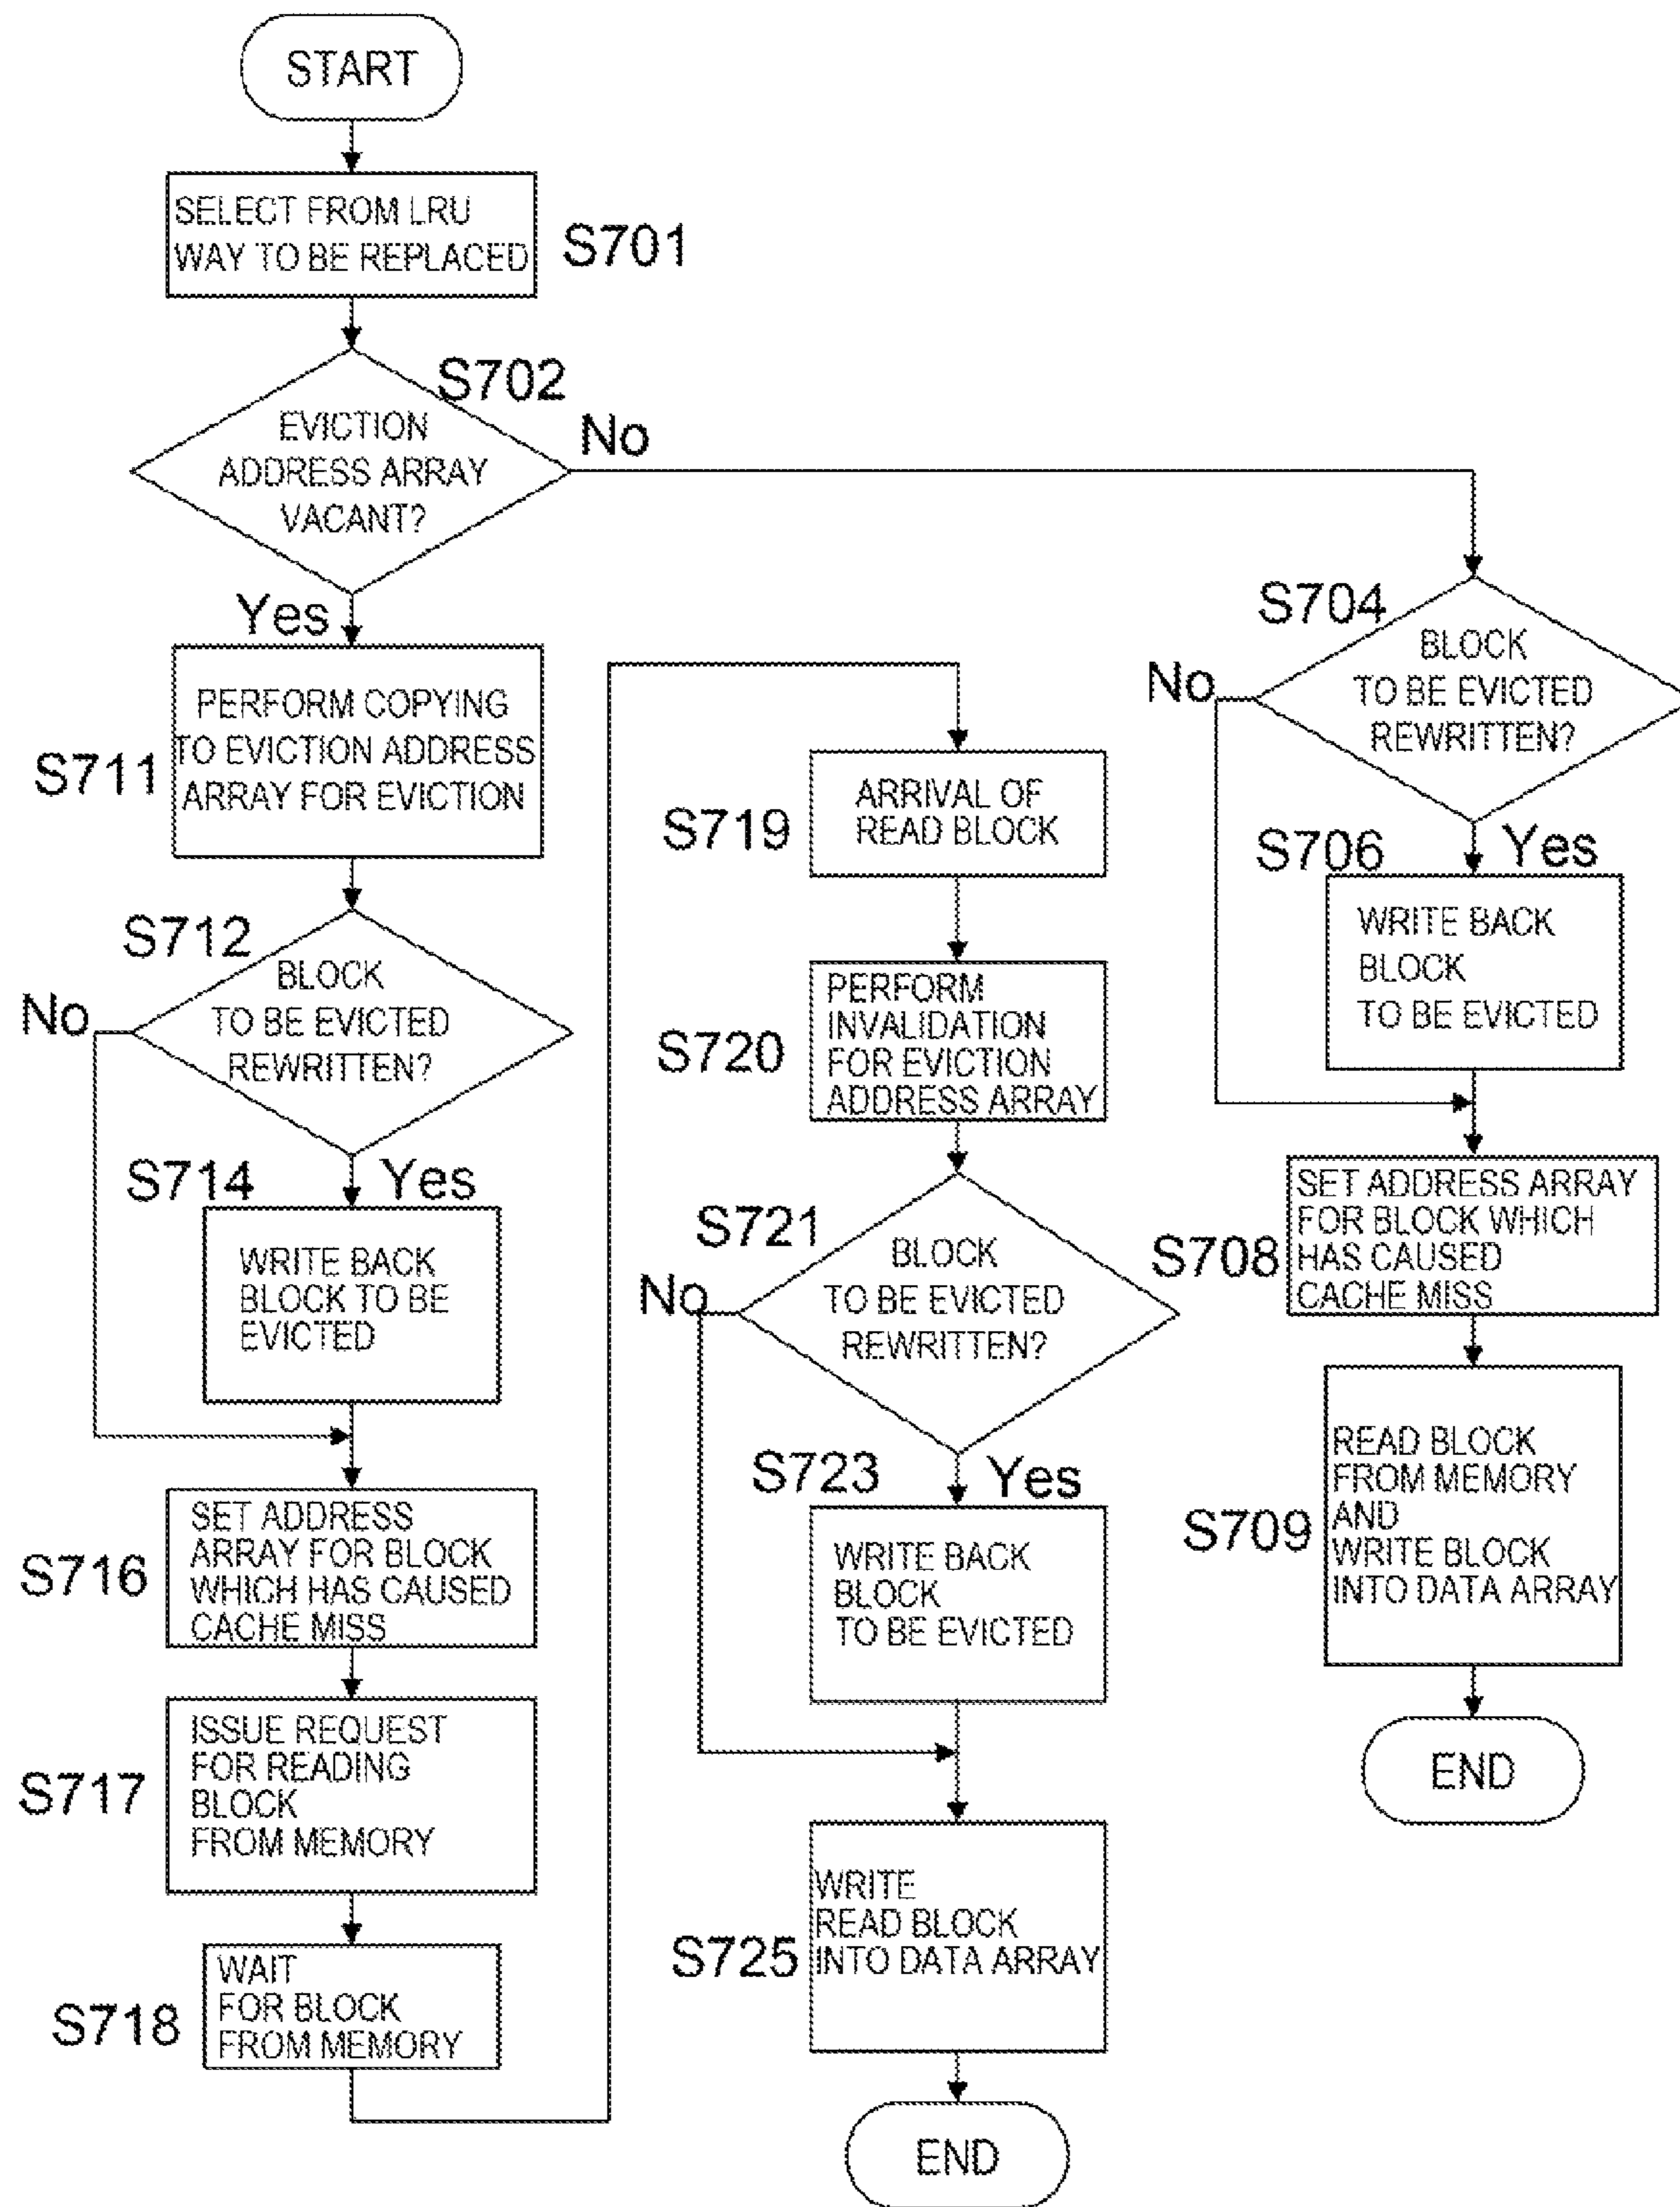 START
SELECT FROM LRU
WAY TO BE REPLACED
S701
S702
EVICTION
ADDRESS ARRAY
VACANT?
No
Yes
S711
PERFORM COPYING
TO EVICTION ADDRESS
ARRAY FOR EVICTION
S712
BLOCK
TO BE EVICTED
REWRITTEN?
No
S714
Yes
WRITE BACK
BLOCK TO BE
EVICTED
S716
SET ADDRESS
ARRAY FOR BLOCK
WHICH HAS CAUSED
CACHE MISS
S717
ISSUE REQUEST
FOR READING
BLOCK
FROM MEMORY
S718
WAIT
FOR BLOCK
FROM MEMORY
S719
ARRIVAL OF
READ BLOCK
S720
PERFORM
INVALIDATION
FOR EVICTION
ADDRESS ARRAY
S721
BLOCK
TO BE EVICTED
REWRITTEN?
No
S723
Yes
WRITE BACK
BLOCK
TO BE EVICTED
S725
WRITE
READ BLOCK
INTO DATA ARRAY
END
S704
BLOCK
TO BE EVICTED
REWRITTEN?
No
S706
Yes
WRITE BACK
BLOCK
TO BE EVICTED
S708
SET ADDRESS ARRAY
FOR BLOCK WHICH
HAS CAUSED
CACHE MISS
S709
READ BLOCK
FROM MEMORY
AND
WRITE BLOCK
INTO DATA ARRAY
END